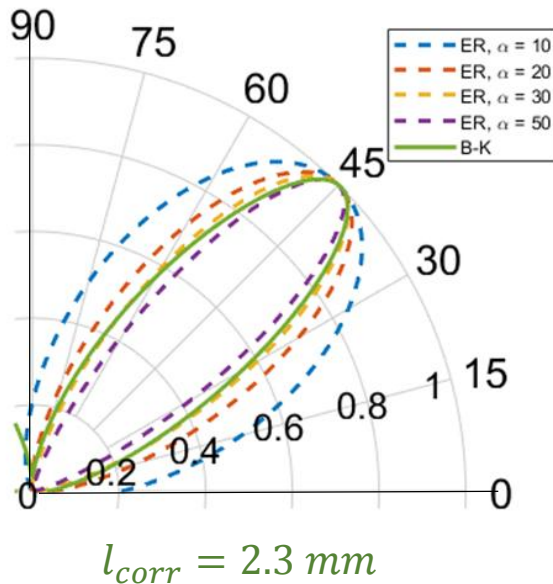 90
75
60
45
30
15
0
0
0.2
0.4
0.6
0.8
1
ER, α = 10
ER, α = 20
ER, α = 30
ER, α = 50
B-K
l_corr = 2.3 mm